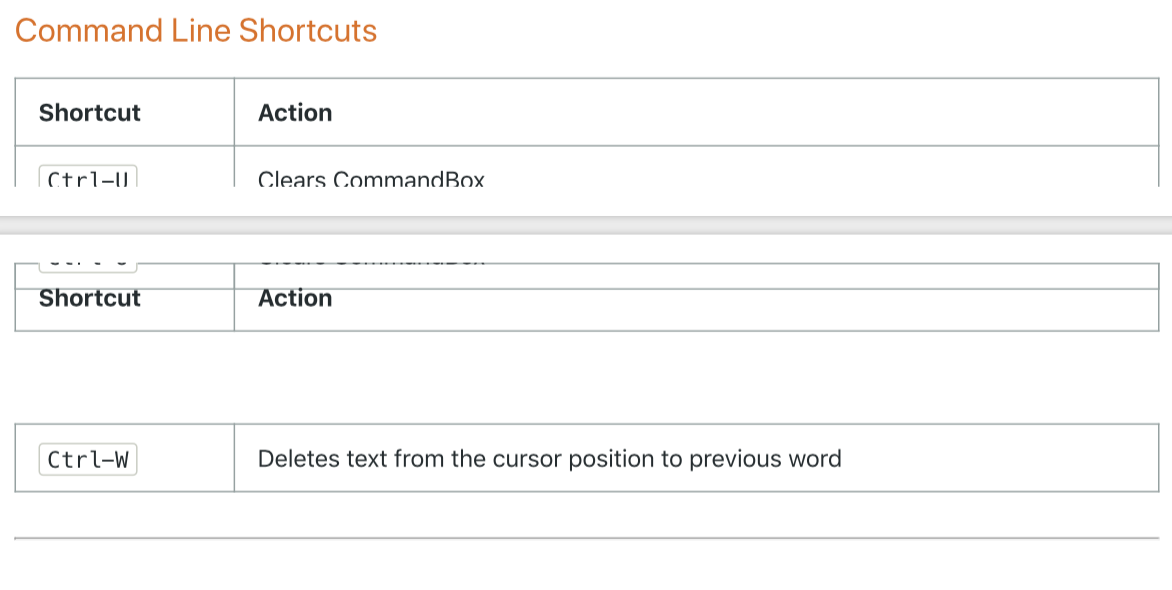 Command Line Shortcuts
Shortcut Action
Ctrl-U Clears CommandBox
Shortcut Action
Ctrl-W Deletes text from the cursor position to previous word